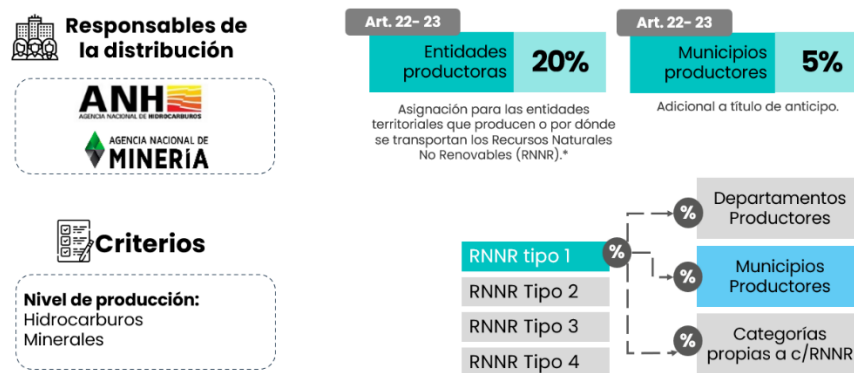 Responsables de
la distribución
ANH
AGENCIA NACIONAL DE HIDROCARBUROS
AGENCIA NACIONAL DE
MINERÍA
Criterios
Nivel de producción:
Hidrocarburos
Minerales
Art. 22- 23
Entidades
productoras
20%
Asignación para las entidades
territoriales que producen o por dónde
se transportan los Recursos Naturales
No Renovables (RNNR).*
Art. 22- 23
Municipios
productores
5%
Adicional a título de anticipo.
RNNR tipo 1
RNNR Tipo 2
RNNR Tipo 3
RNNR Tipo 4
%
%
Departamentos
Productores
%
Municipios
Productores
%
Categorías
propias a c/RNNR